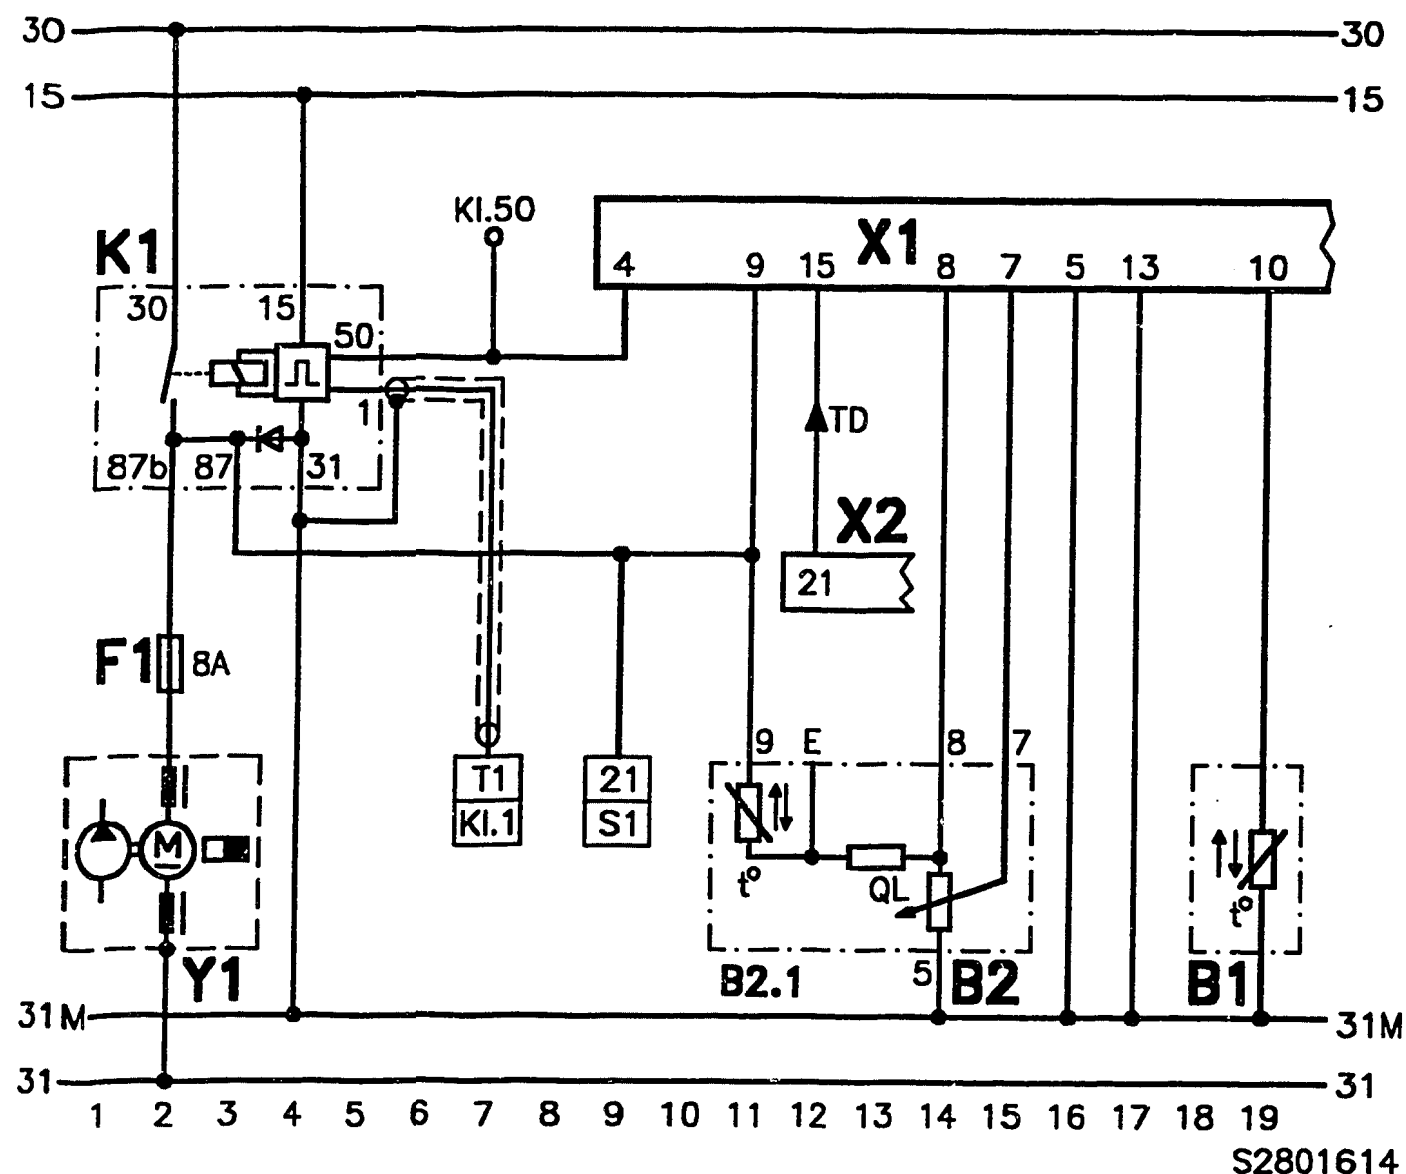 30 30
15 15
Kl.50
K1 X1
4 9 15 8 7 5 13 10
30 15
50
1
TD
87b 87 31
X2
21
F1 8A
9 E 8 7
T1 21
Kl.1 S1
M
t° QL
t°
Y1 B2.1 5 B2 B1
31M 31M
31 31
1 2 3 4 5 6 7 8 9 10 11 12 13 14 15 16 17 18 19
S2801614